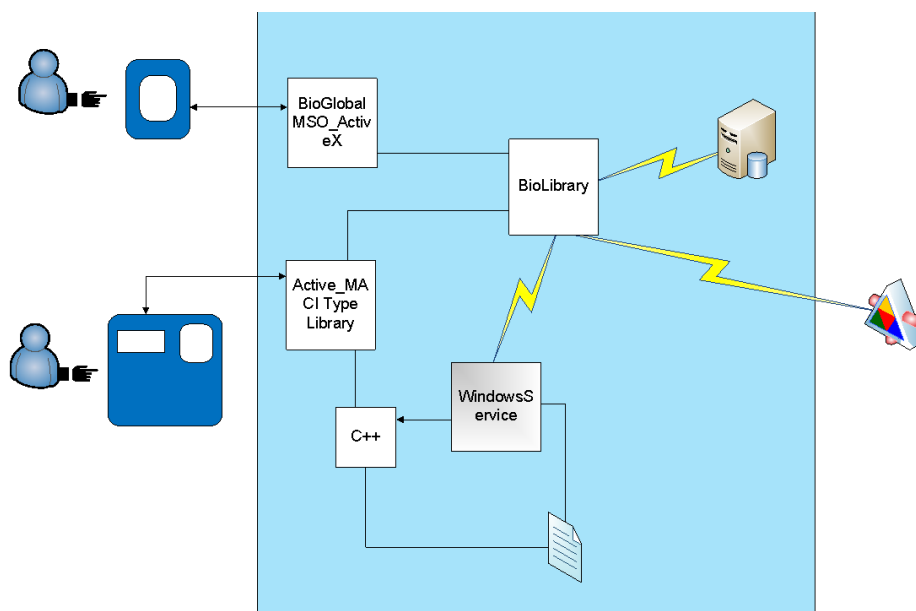 BioGlobal
MSO_Activ
eX
BioLibrary
Active_MA
CI Type
Library
WindowsS
ervice
C++